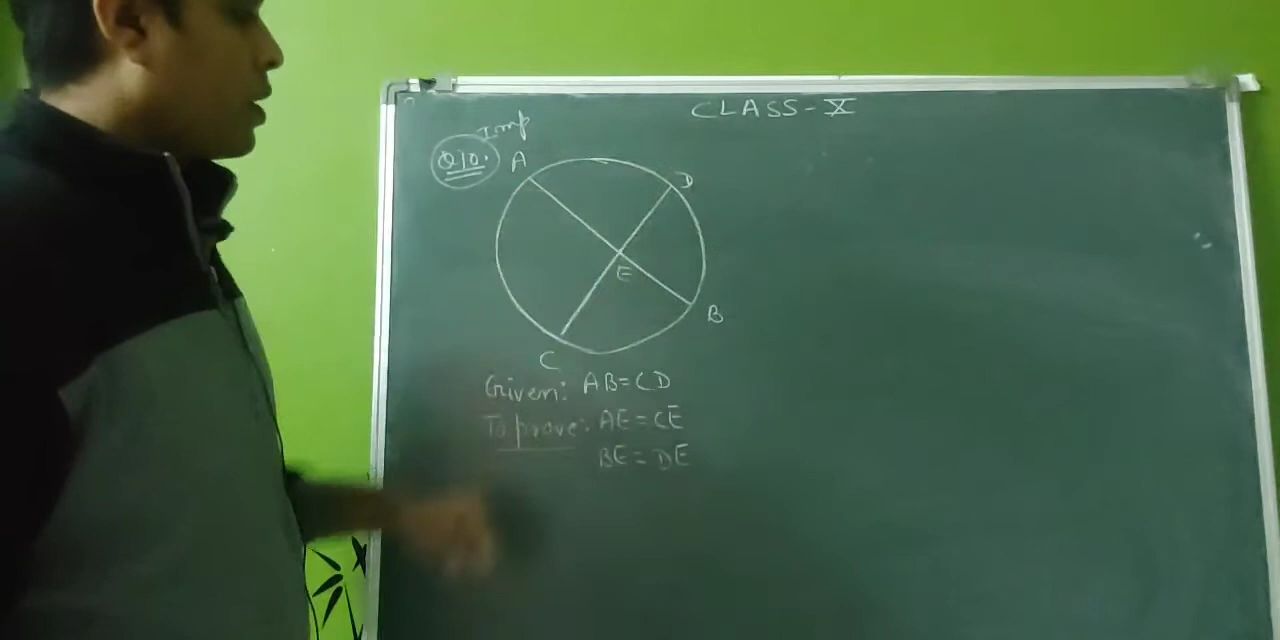 CLASS-X
Imp
Q10.
A
D
E
B
C
Given: AB=CD
To prove: AE=CE
BE=DE